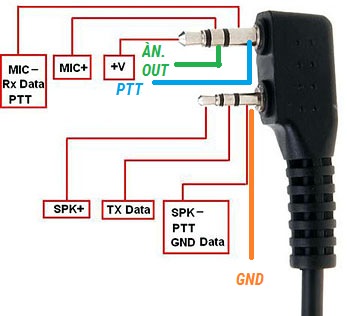 MIC-
Rx Data
PTT
MIC+
+V
ÀN.
OUT
PTT
SPK+
TX Data
SPK-
PTT
GND Data
GND